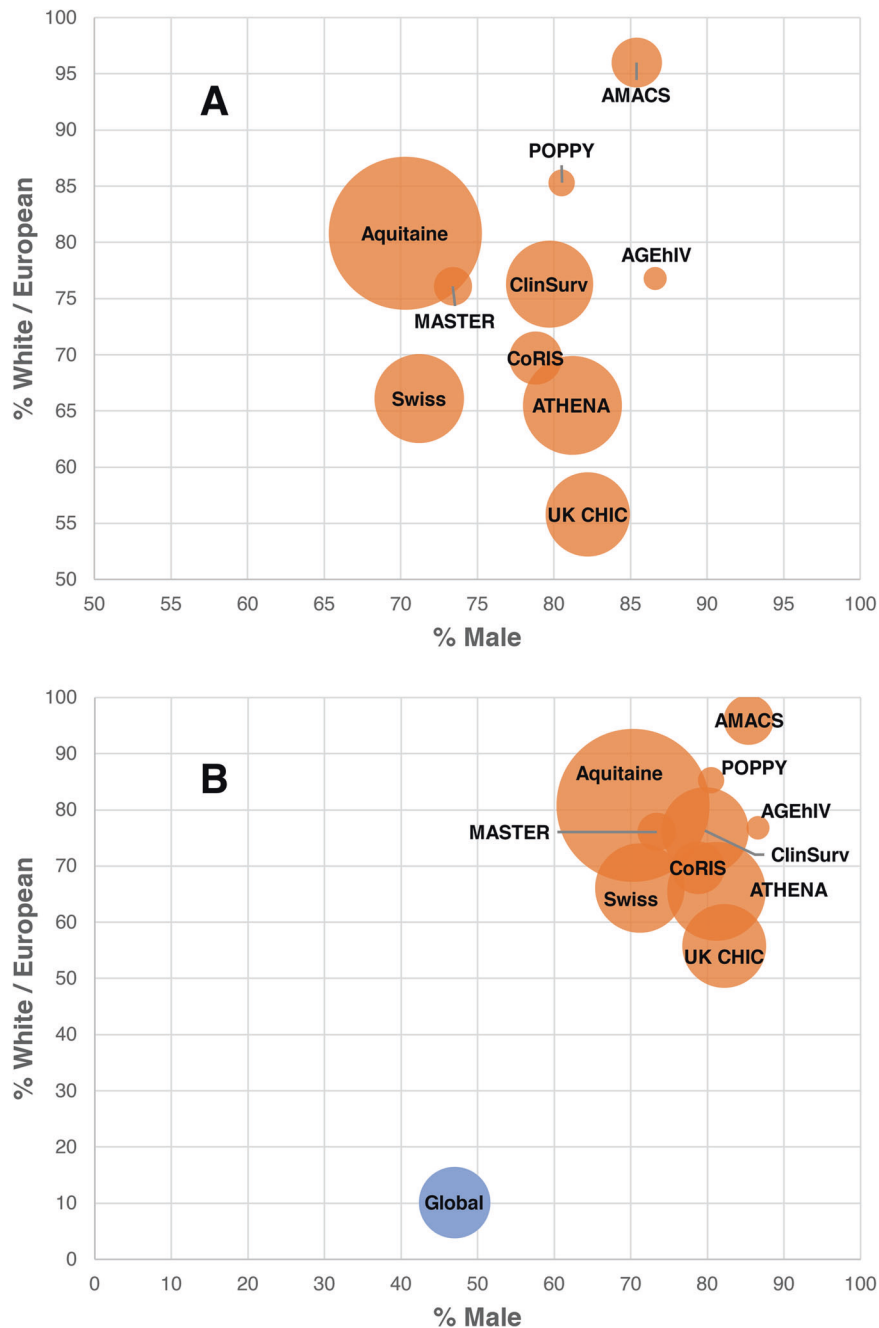 100
95
90
85
80
75
70
65
60
55
50
% White / European
A
AMACS
POPPY
Aquitaine
AGEhIV
ClinSurv
MASTER
CoRIS
Swiss
ATHENA
UK CHIC
50 55 60 65 70 75 80 85 90 95 100
% Male
100
90
80
70
60
50
40
30
20
10
0
% White / European
B
AMACS
Aquitaine
POPPY
AGEhIV
MASTER
ClinSurv
CoRIS
Swiss
ATHENA
UK CHIC
Global
0 10 20 30 40 50 60 70 80 90 100
% Male